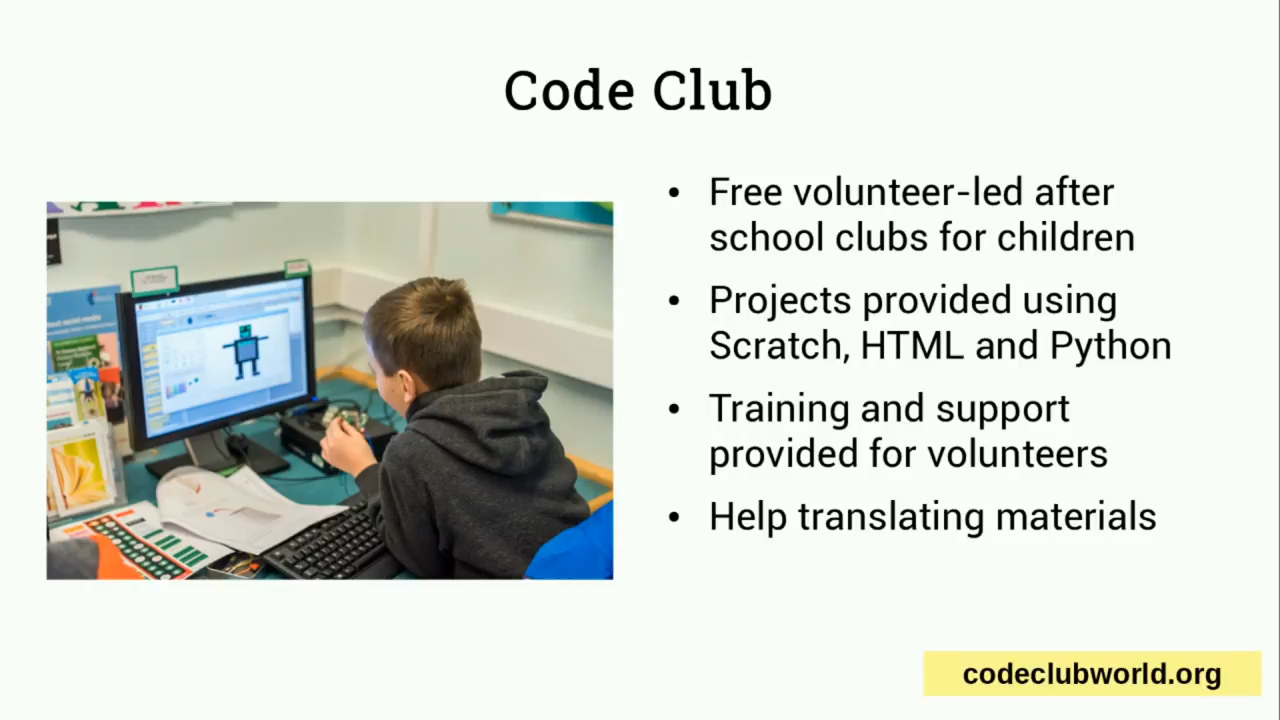 Code Club
• Free volunteer-led after
school clubs for children
• Projects provided using
Scratch, HTML and Python
• Training and support
provided for volunteers
• Help translating materials
codeclubworld.org